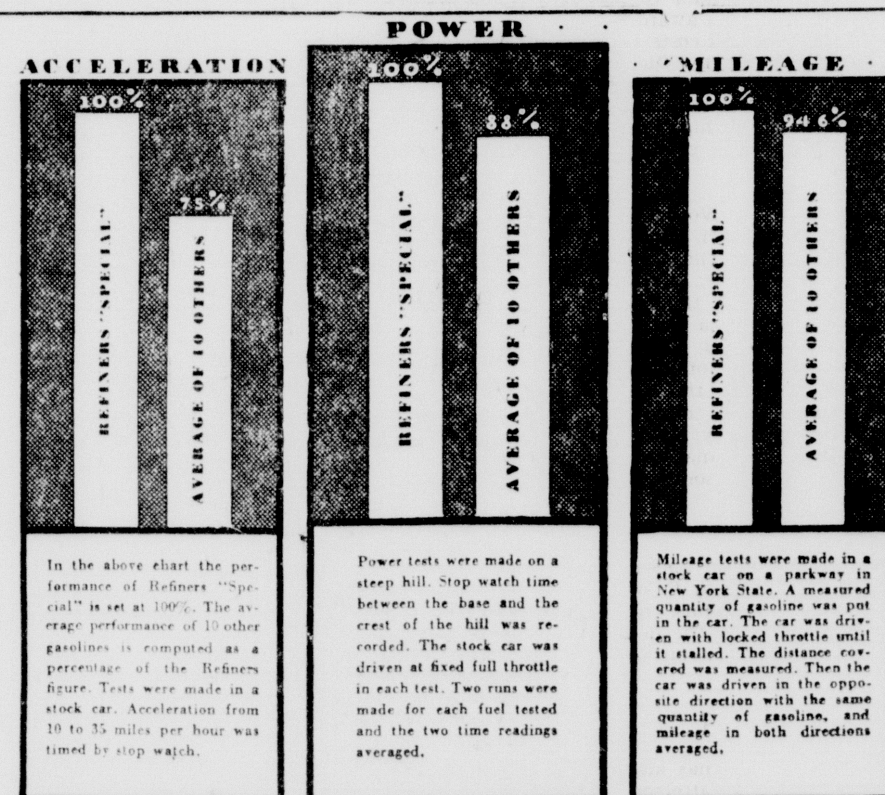 ACCELERATION
100%
75%
REFINERS "SPECIAL"
AVERAGE OF 10 OTHERS
In the above chart the per-
formance of Refiners "Spe-
cial" is set at 100%. The av-
erage performance of 10 other
gasolines is computed as a
percentage of the Refiners
figure. Tests were made in a
stock car. Acceleration from
10 to 35 miles per hour was
timed by stop watch.
POWER
100%
88%
REFINERS "SPECIAL"
AVERAGE OF 10 OTHERS
Power tests were made on a
steep hill. Stop watch time
between the base and the
crest of the hill was re-
corded. The stock car was
driven at fixed full throttle
in each test. Two runs were
made for each fuel tested
and the two time readings
averaged.
MILEAGE
100%
94.6%
REFINERS "SPECIAL"
AVERAGE OF 10 OTHERS
Mileage tests were made in a
stock car on a parkway in
New York State. A measured
quantity of gasoline was put
in the car. The car was driv-
en with locked throttle until
it stalled. The distance cov-
ered was measured. Then the
car was driven in the oppo-
site direction with the same
quantity of gasoline, and
mileage in both directions
averaged.